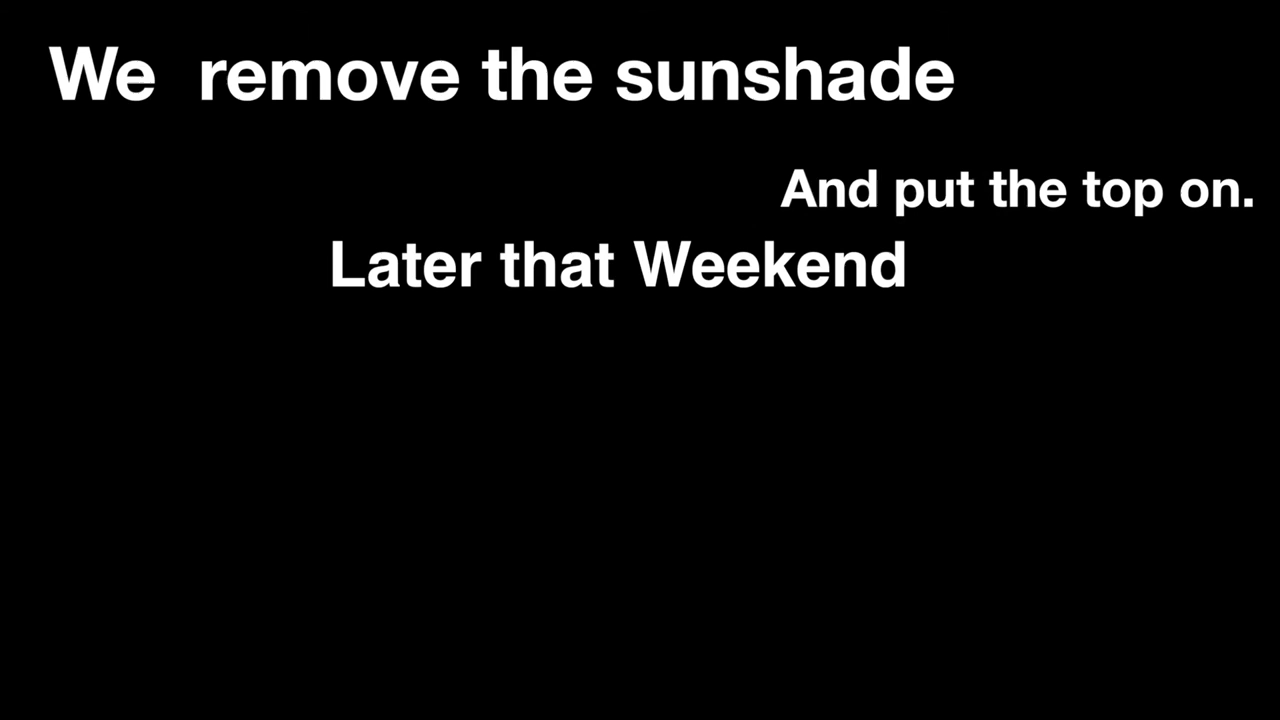 We  remove the sunshade
And put the top on.
Later that Weekend